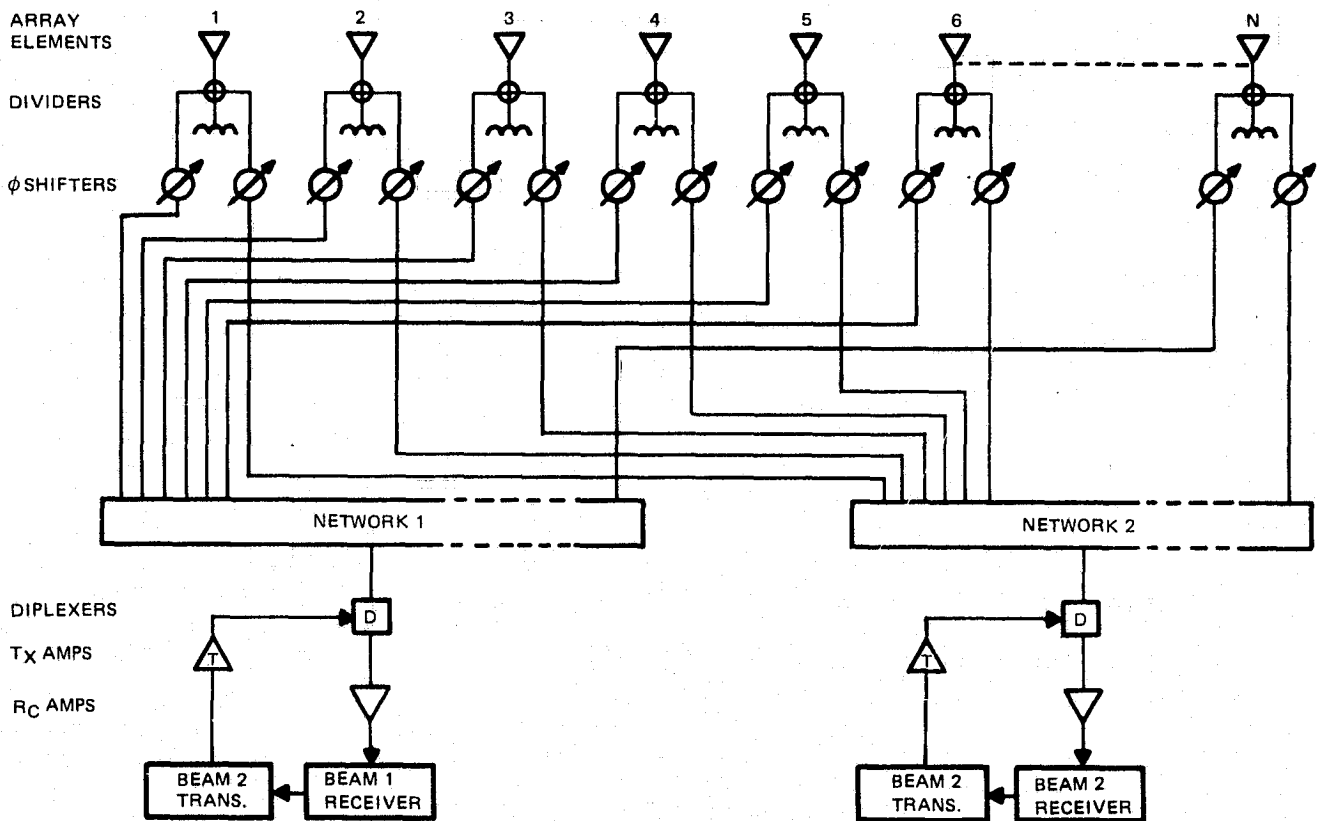 ARRAY
ELEMENTS
1 2 3 4 5 6 N
DIVIDERS
φ SHIFTERS
NETWORK 1
NETWORK 2
DIPLEXERS
D
D
TX AMPS
T
T
RC AMPS
BEAM 2
TRANS.
BEAM 1
RECEIVER
BEAM 2
TRANS.
BEAM 2
RECEIVER